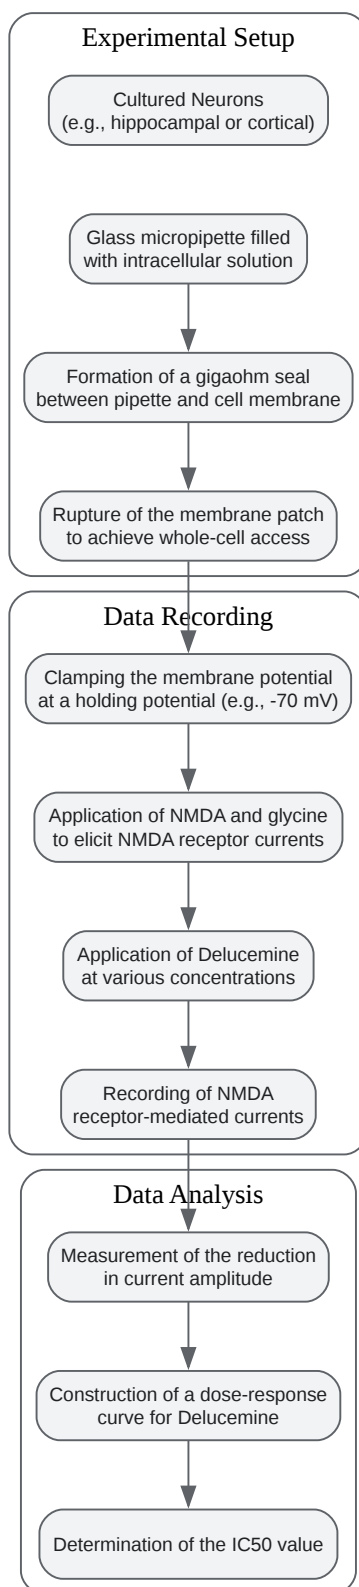 Experimental Setup
Cultured Neurons
(e.g., hippocampal or cortical)
Glass micropipette filled
with intracellular solution
Formation of a gigaohm seal
between pipette and cell membrane
Rupture of the membrane patch
to achieve whole-cell access
Data Recording
Clamping the membrane potential
at a holding potential (e.g., -70 mV)
Application of NMDA and glycine
to elicit NMDA receptor currents
Application of Delucemine
at various concentrations
Recording of NMDA
receptor-mediated currents
Data Analysis
Measurement of the reduction
in current amplitude
Construction of a dose-response
curve for Delucemine
Determination of the IC50 value